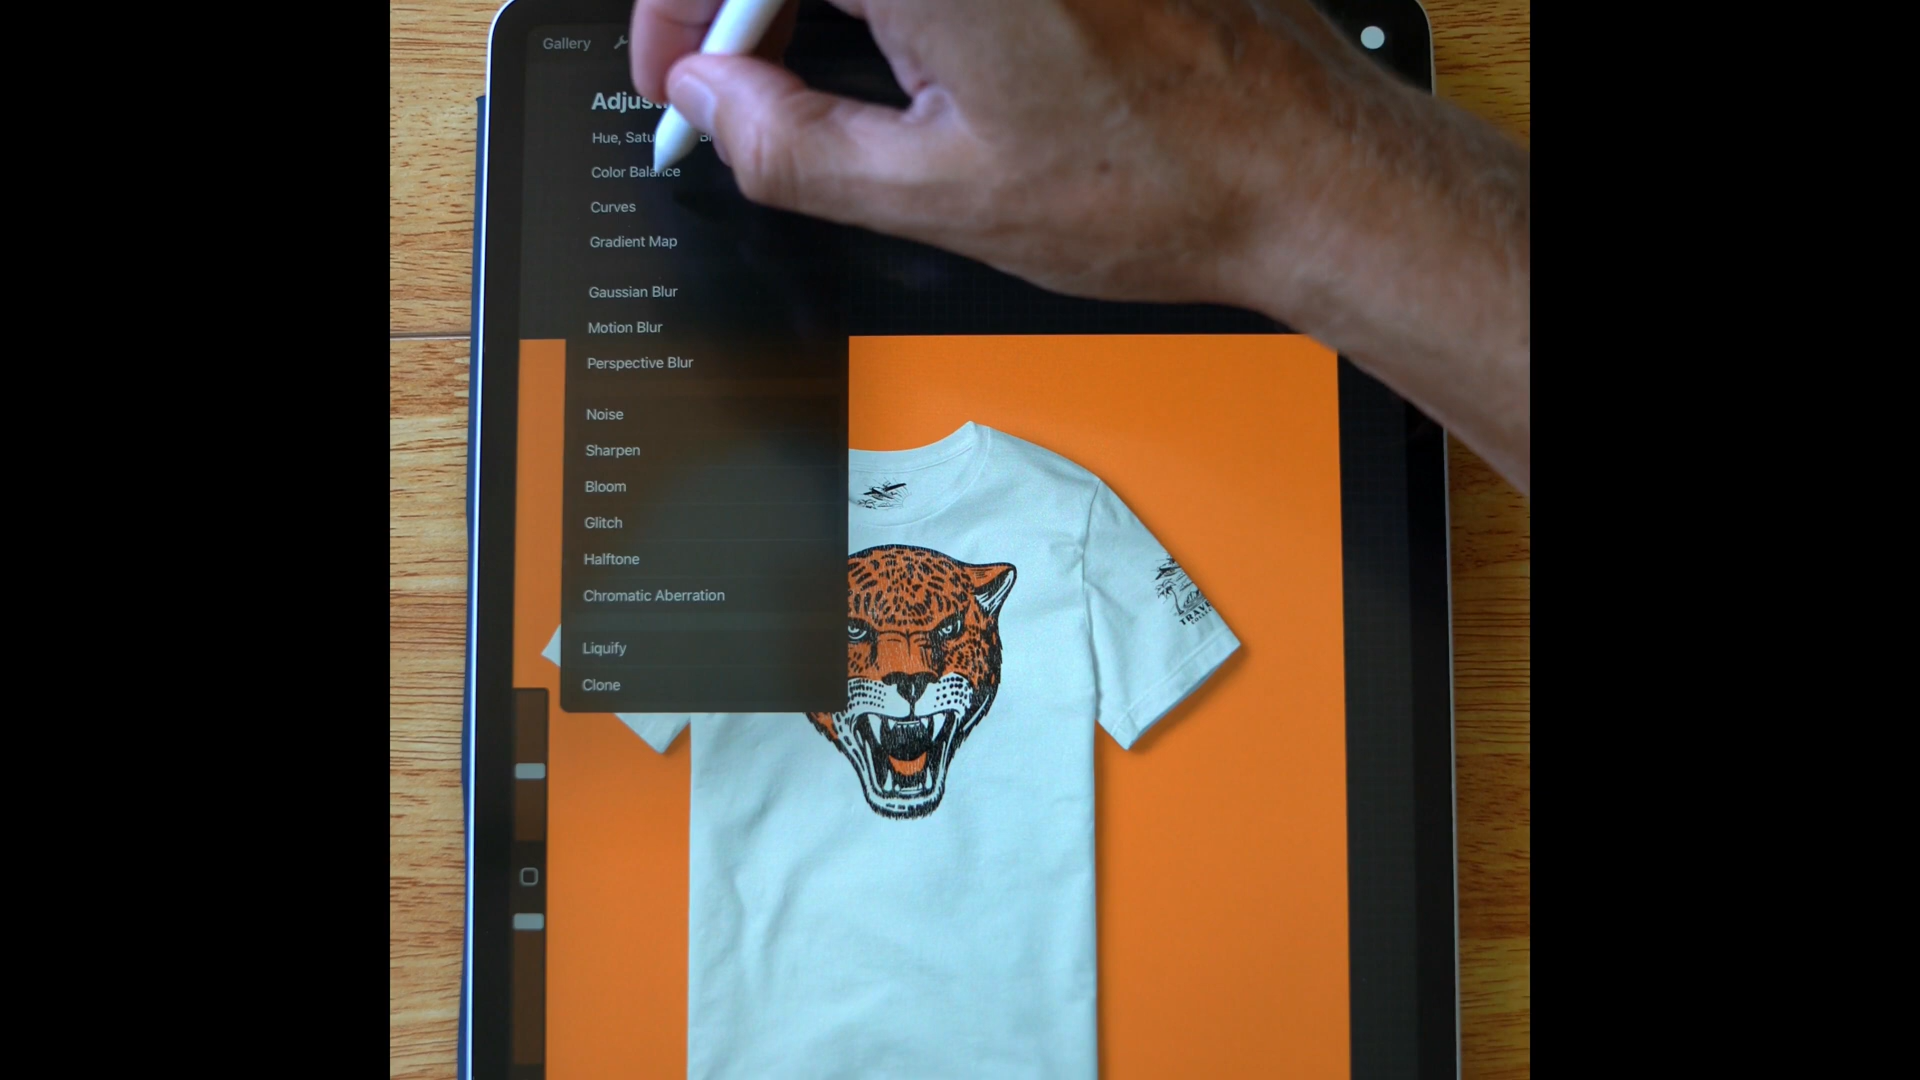 Gallery
Hue,
Color Balance
Curves
Gradient Map
Gaussian Blur
Motion Blur
Perspective Blur
Noise
Sharpen
Bloom
Glitch
Halftone
Chromatic Aberration
Liquify
Clone